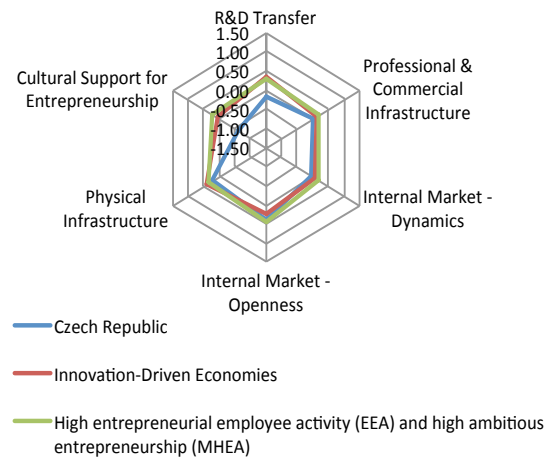 R&D Transfer
1.50
1.00
0.50
0.00
-0.50
-1.00
-1.50
Professional &
Commercial
Infrastructure
Internal Market -
Dynamics
Internal Market -
Openness
Physical
Infrastructure
Cultural Support for
Entrepreneurship
Czech Republic
Innovation-Driven Economies
High entrepreneurial employee activity (EEA) and high ambitious
entrepreneurship (MHEA)